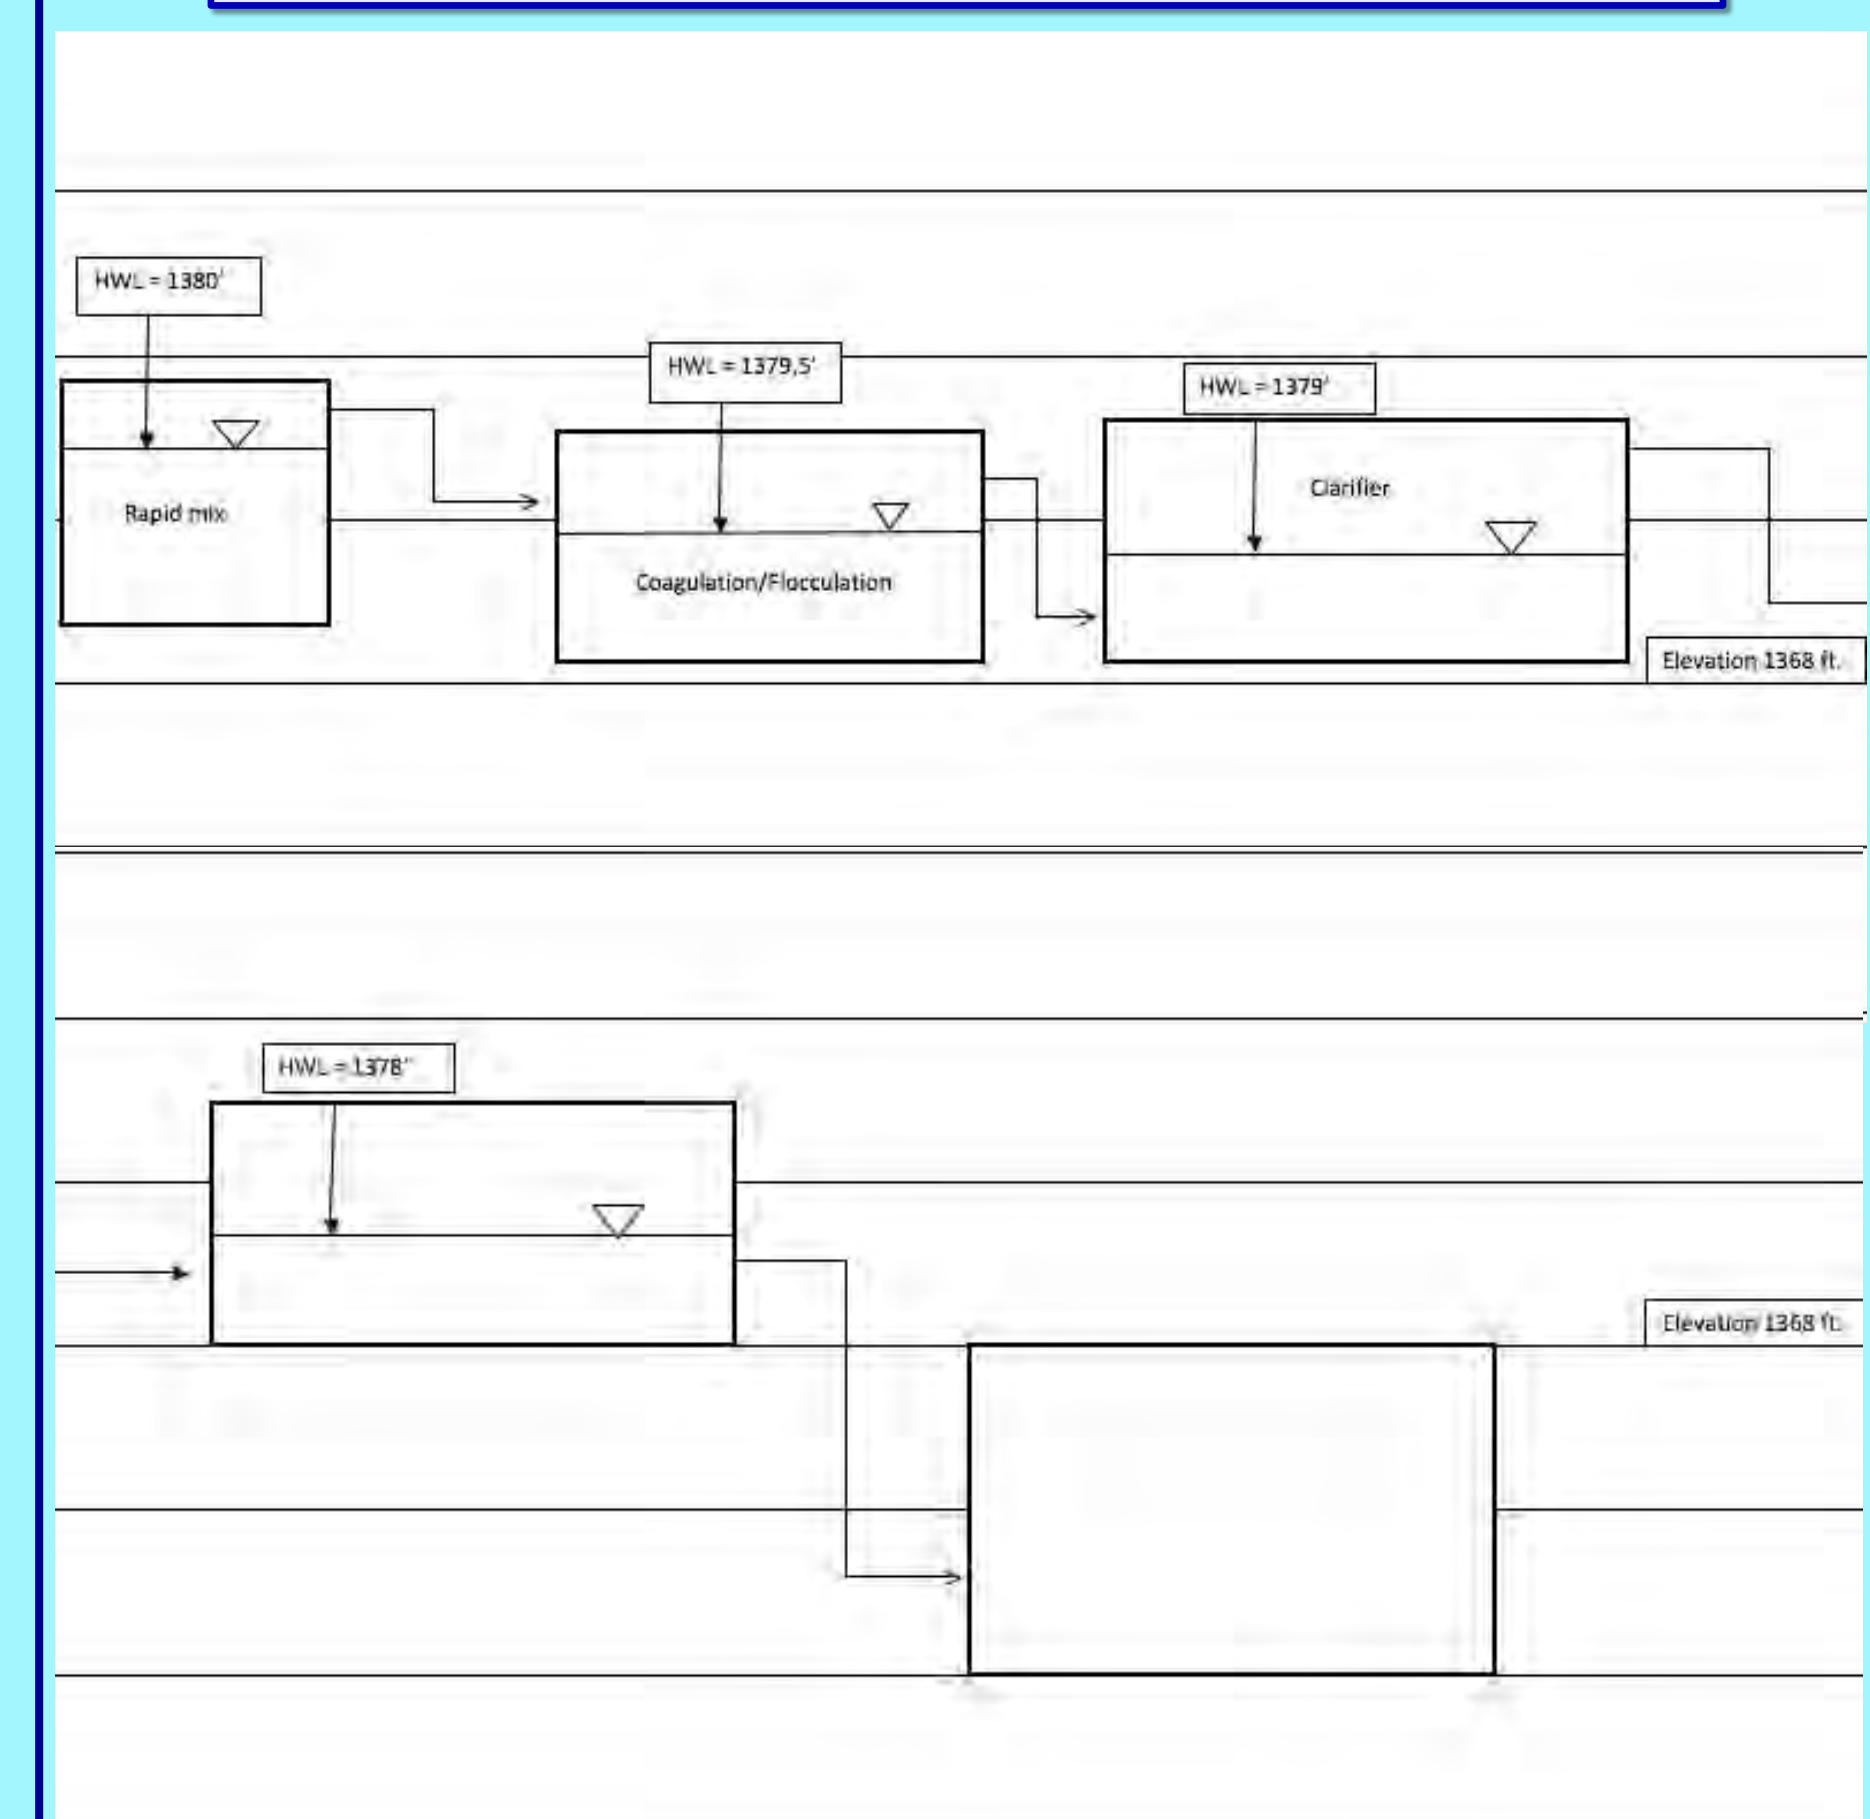 HWL = 1380'
HWL = 1379,5'
HWL = 1379'
Rapid mix
Coagulation/Flocculation
Clarifier
Elevation 1368 ft.
HWL = 1378'
Elevation 1368 ft.